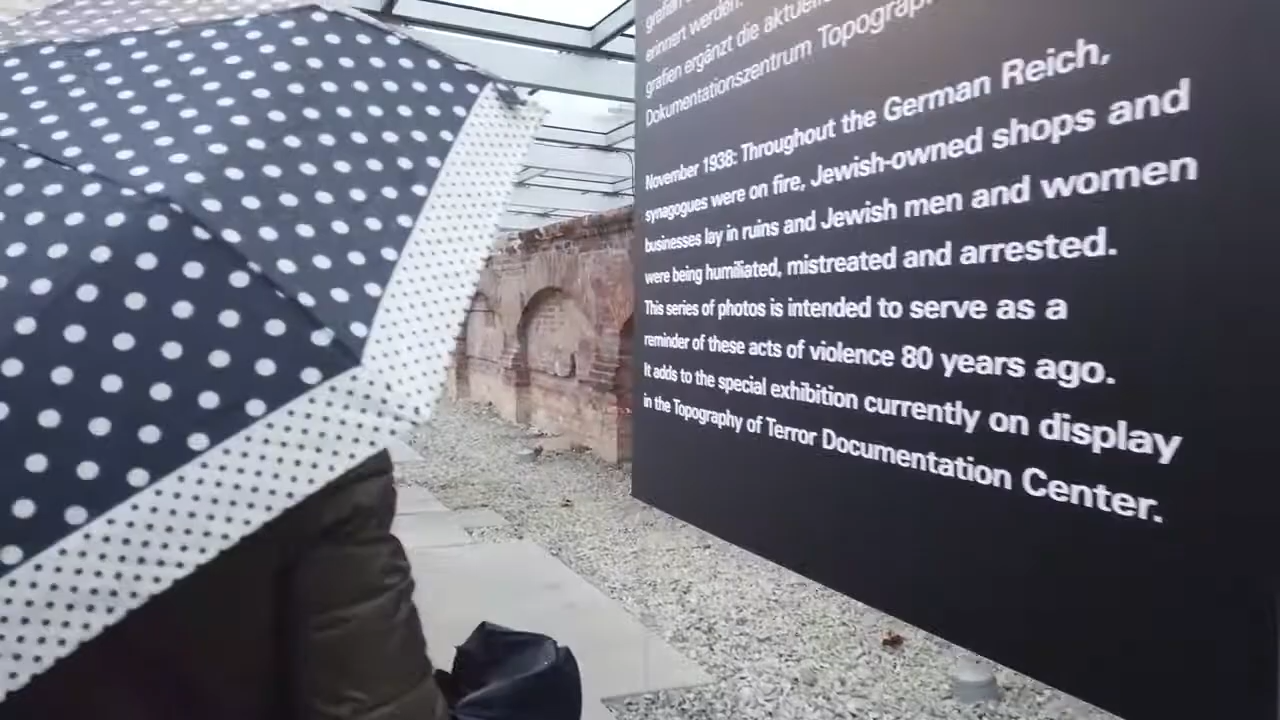 grafien
erinnert werden.
grafien ergänzt die aktuelle
Dokumentationszentrum Topograp
November 1938: Throughout the German Reich,
synagogues were on fire, Jewish-owned shops and
businesses lay in ruins and Jewish men and women
were being humiliated, mistreated and arrested.
This series of photos is intended to serve as a
reminder of these acts of violence 80 years ago.
It adds to the special exhibition currently on display
in the Topography of Terror Documentation Center.